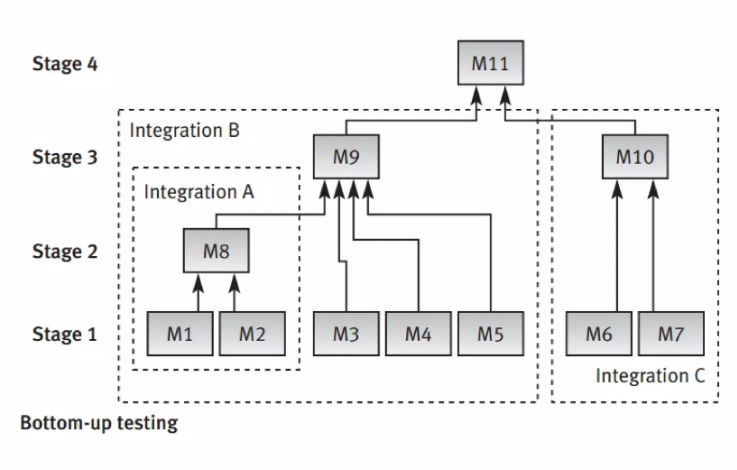 Stage 4
M11
Integration B
Stage 3
M9
M10
Integration A
Stage 2
M8
Stage 1
M1
M2
M3
M4
M5
M6
M7
Integration C
Bottom-up testing